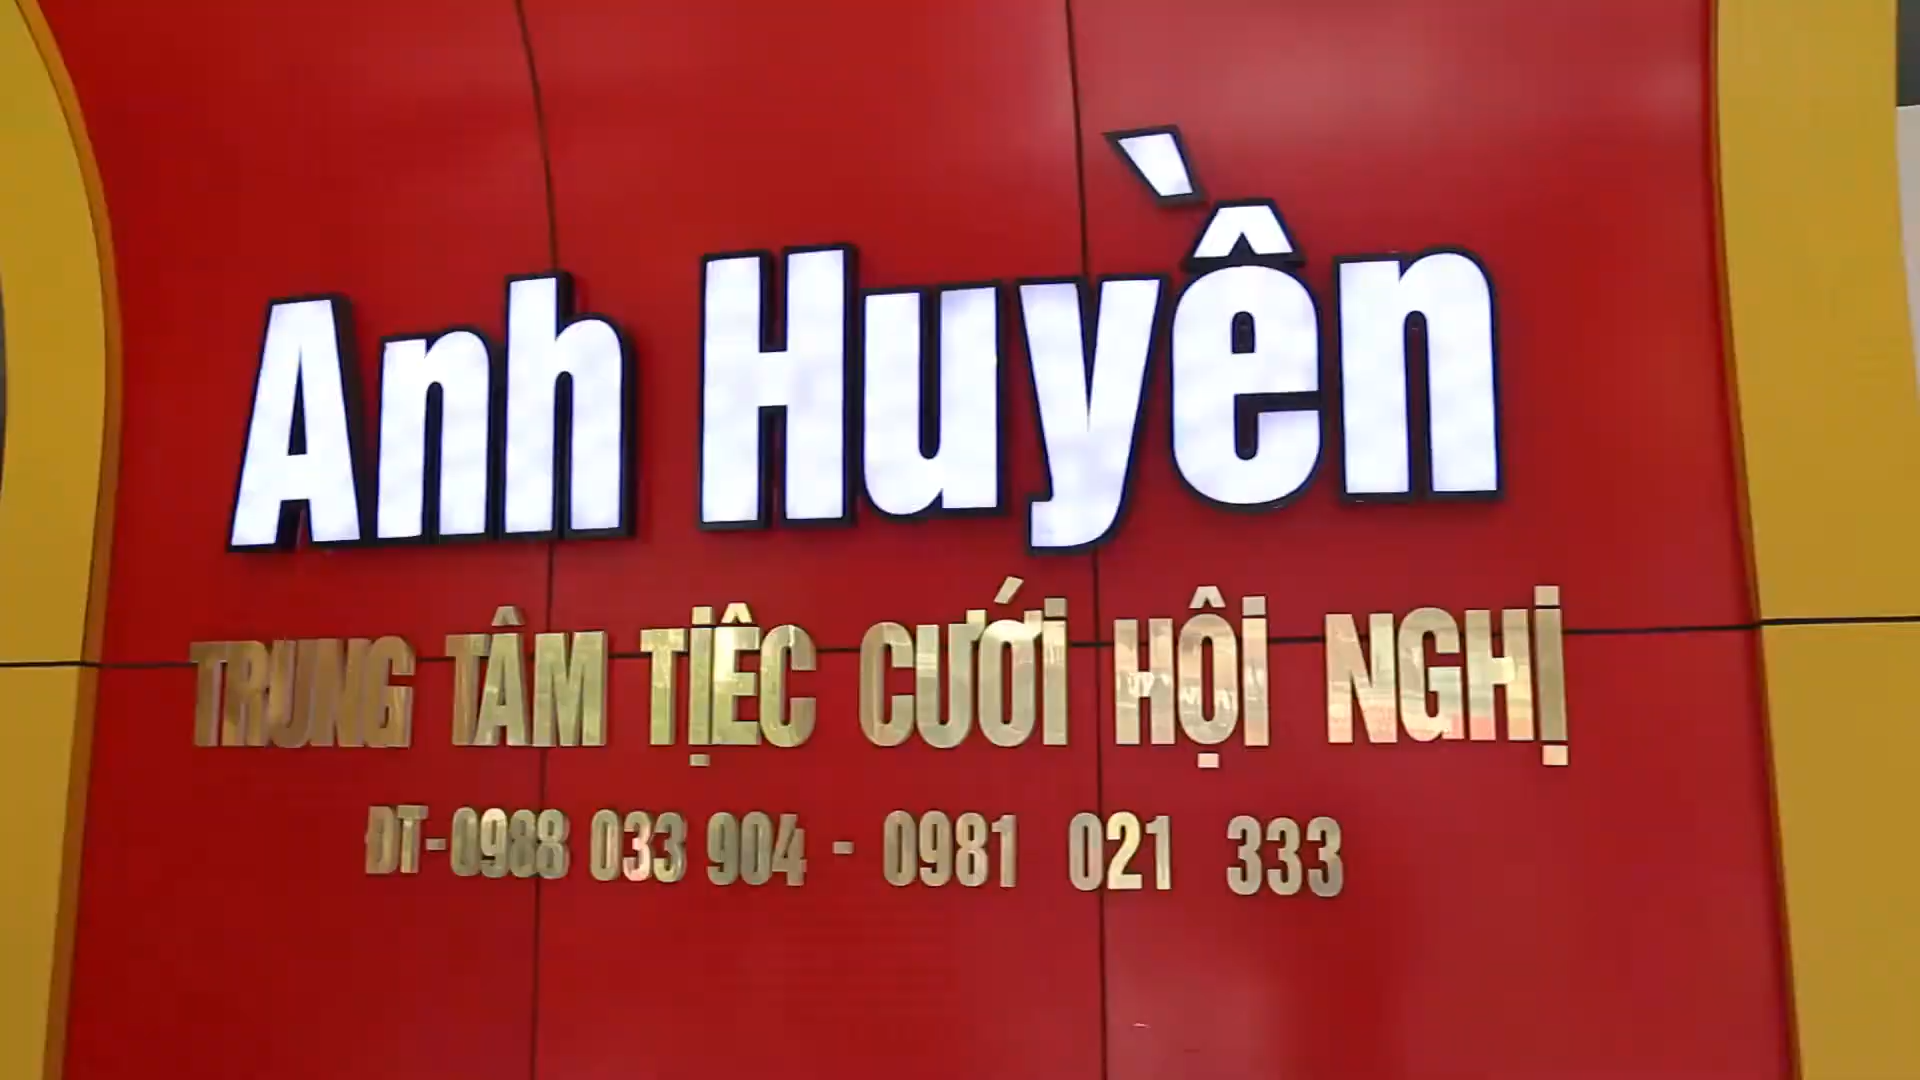 Anh Huyền
TRUNG TÂM TIỆC CƯỚI HỘI NGHỊ
ĐT-0988 033 904 - 0981 021 333